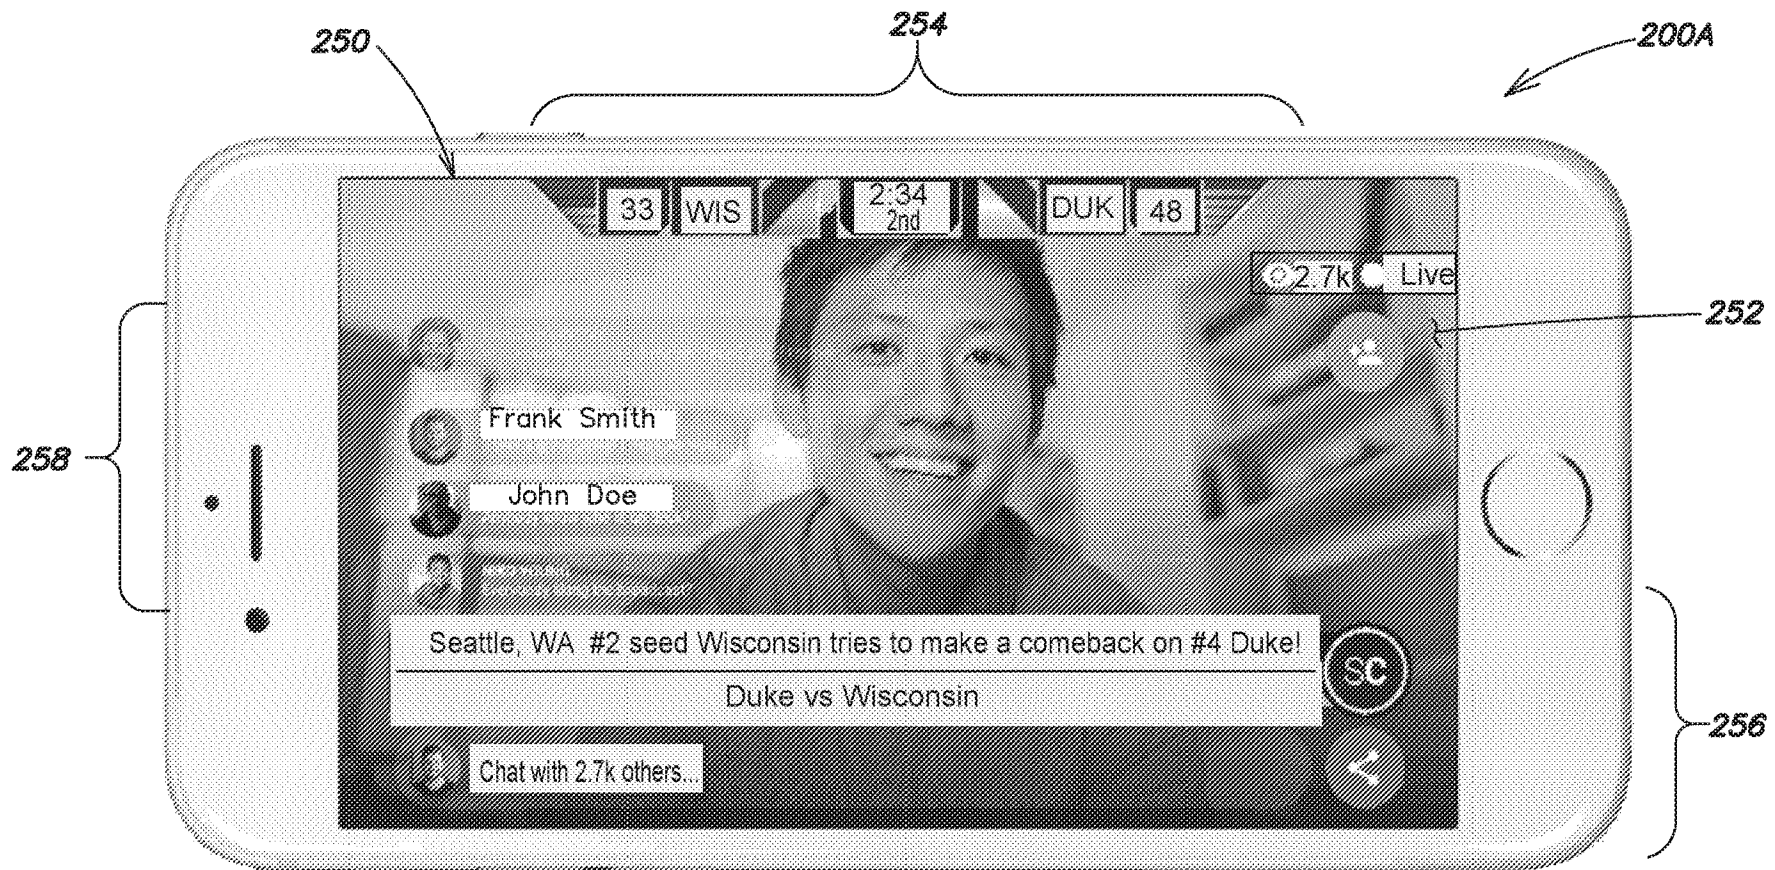 250
254
200A
33 WIS 2:34 DUK 48
2nd
2.7k Live
252
Frank Smith
258
John Doe
Seattle, WA #2 seed Wisconsin tries to make a comeback on #4 Duke!
SC
Duke vs Wisconsin
256
Chat with 2.7k others...